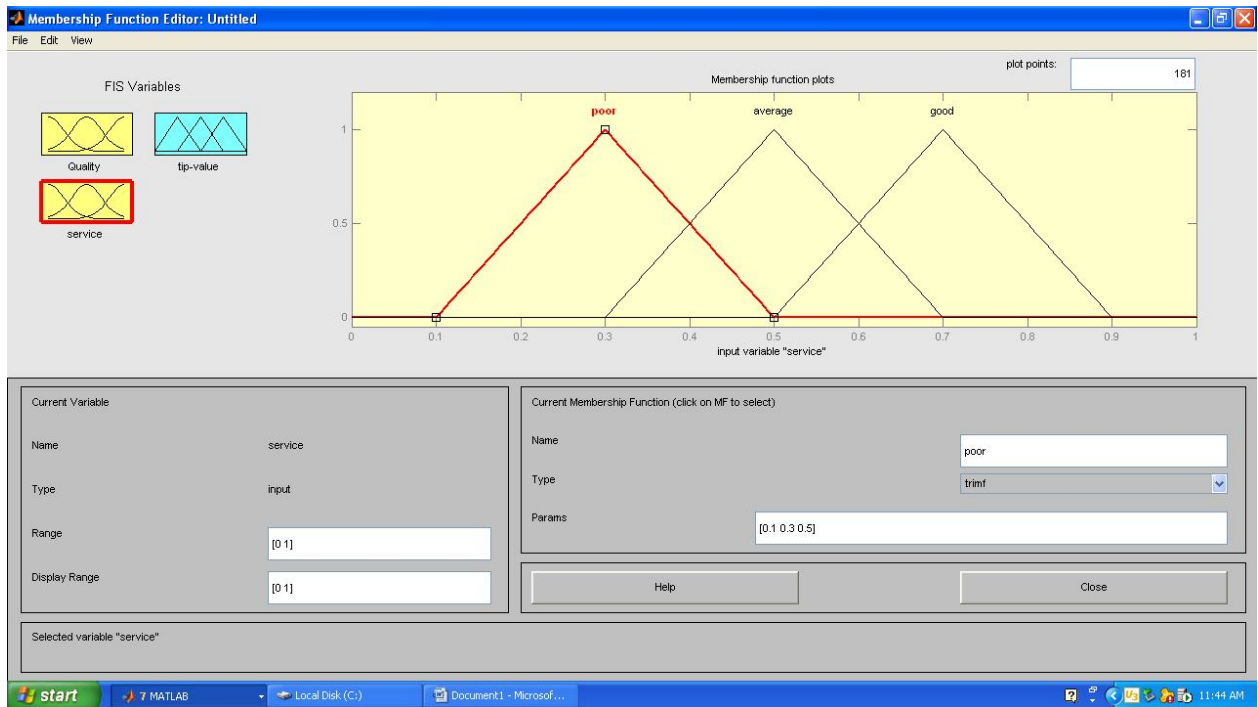 Membership Function Editor: Untitled
File Edit View
FIS Variables
Quality
tip-value
service
plot points:
181
Membership function plots
poor
average
good
1
0.5
0
0 0.1 0.2 0.3 0.4 0.5 0.6 0.7 0.8 0.9 1
input variable "service"
Current Variable
Name service
Type input
Range [0 1]
Display Range [0 1]
Current Membership Function (click on MF to select)
Name poor
Type trimf
Params [0.1 0.3 0.5]
Help
Close
Selected variable "service"
start
7 MATLAB
Local Disk (C:)
Document1 - Microsof...
U3
11:44 AM